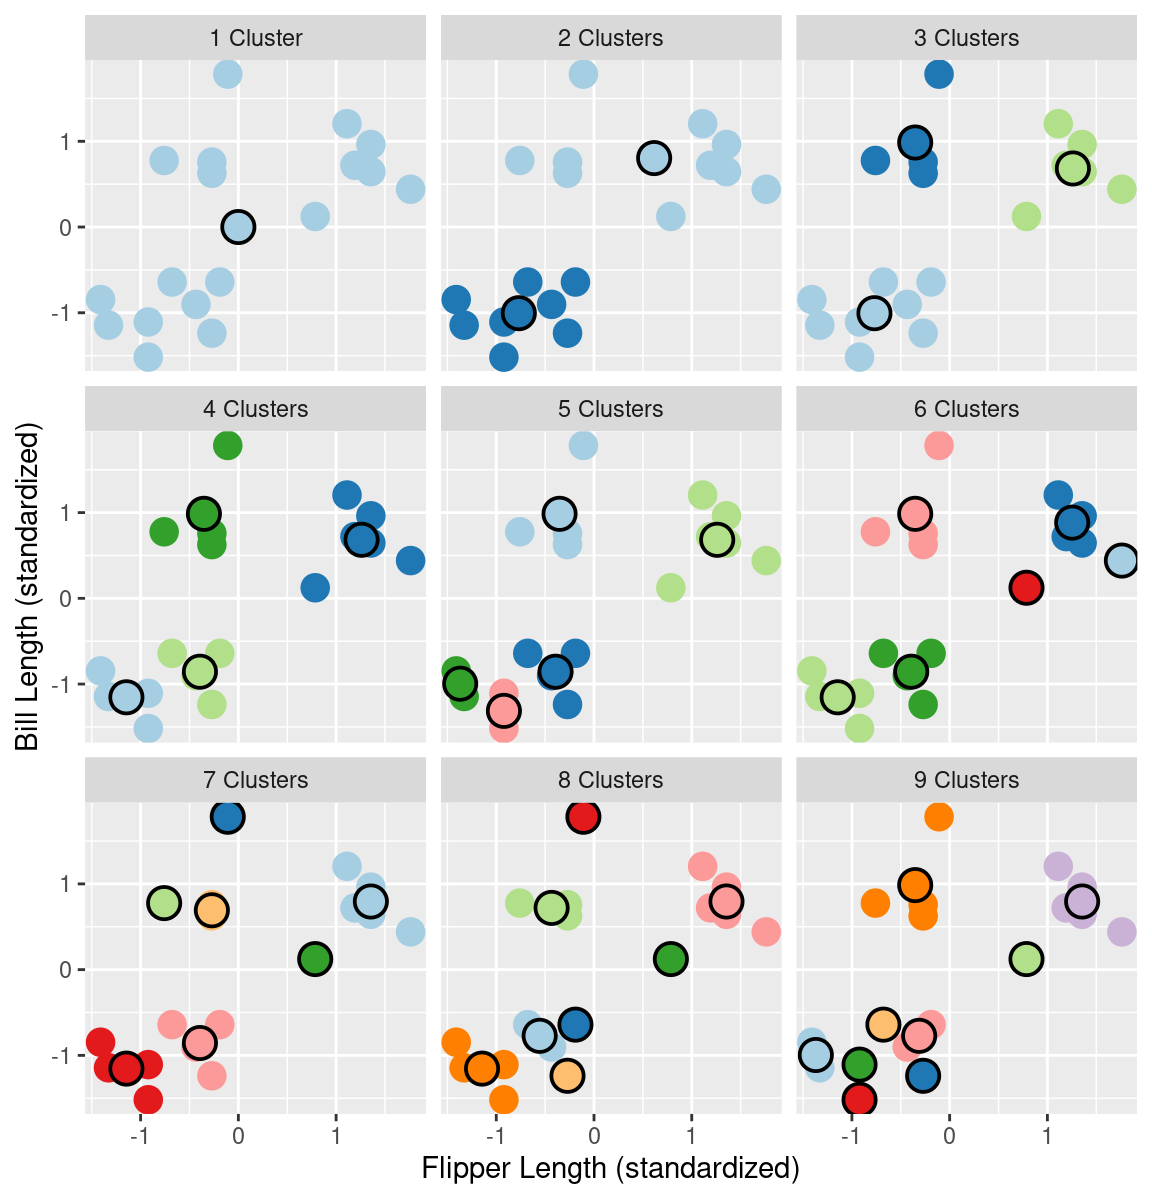 1 Cluster
2 Clusters
3 Clusters
1
0
-1
4 Clusters
5 Clusters
6 Clusters
1
0
-1
7 Clusters
8 Clusters
9 Clusters
1
0
-1
-1 0 1
-1 0 1
-1 0 1
Flipper Length (standardized)
Bill Length (standardized)